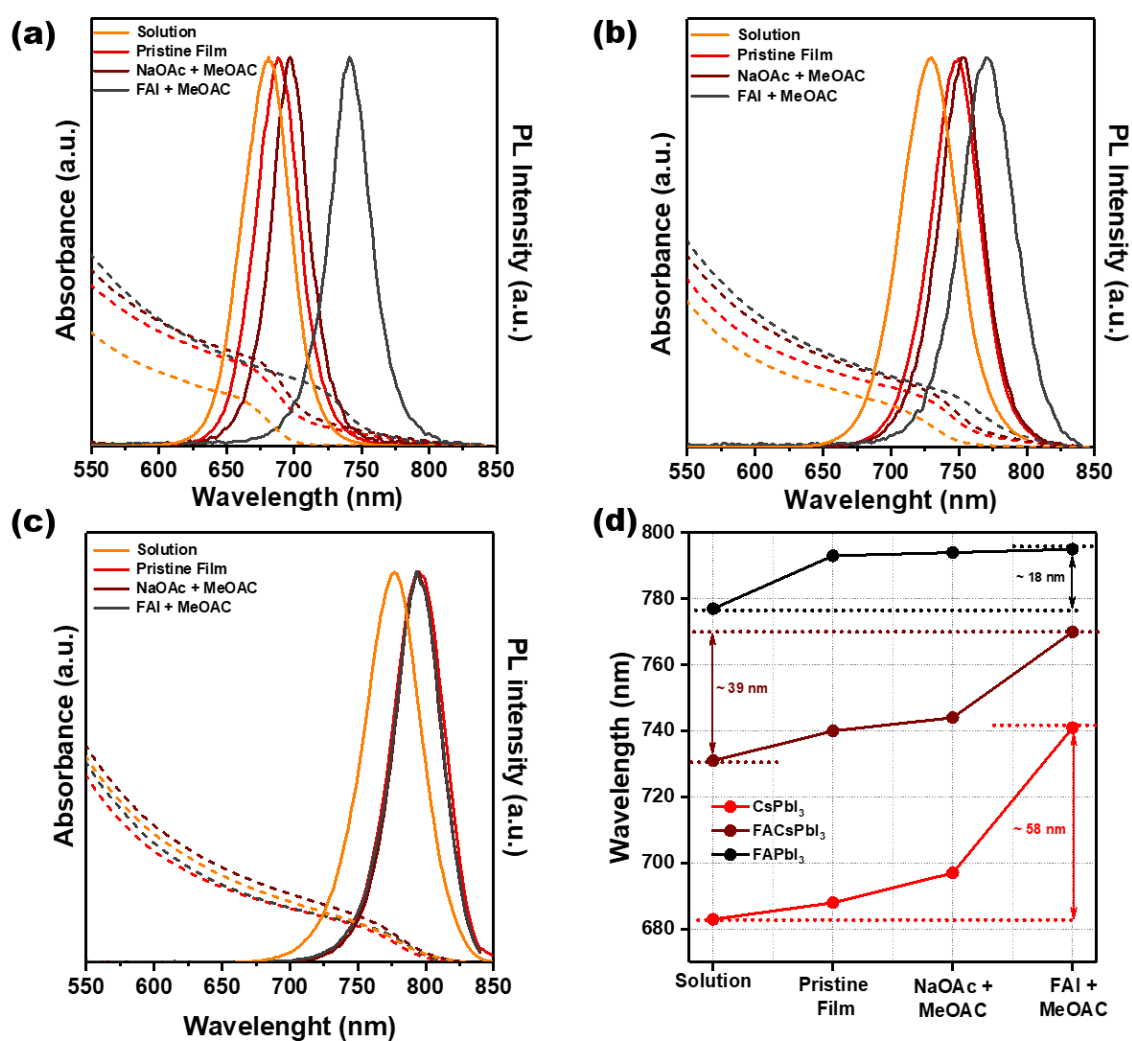 (a)
Solution
Pristine Film
NaOAc + MeOAC
FAI + MeOAC
Absorbance (a.u.)
PL Intensity (a.u.)
550 600 650 700 750 800 850
Wavelength (nm)
(b)
Solution
Pristine Film
NaOAc + MeOAC
FAI + MeOAC
Absorbance (a.u.)
PL Intensity (a.u.)
550 600 650 700 750 800 850
Wavelenght (nm)
(c)
Solution
Pristine Film
NaOAc + MeOAC
FAI + MeOAC
Absorbance (a.u.)
PL intensity (a.u.)
550 600 650 700 750 800 850
Wavelenght (nm)
(d)
Wavelength (nm)
800
780
760
740
720
700
680
~ 18 nm
~ 39 nm
~ 58 nm
CsPbI₃
FACsPbI₃
FAPbI₃
Solution
Pristine
Film
NaOAc +
MeOAC
FAI +
MeOAC